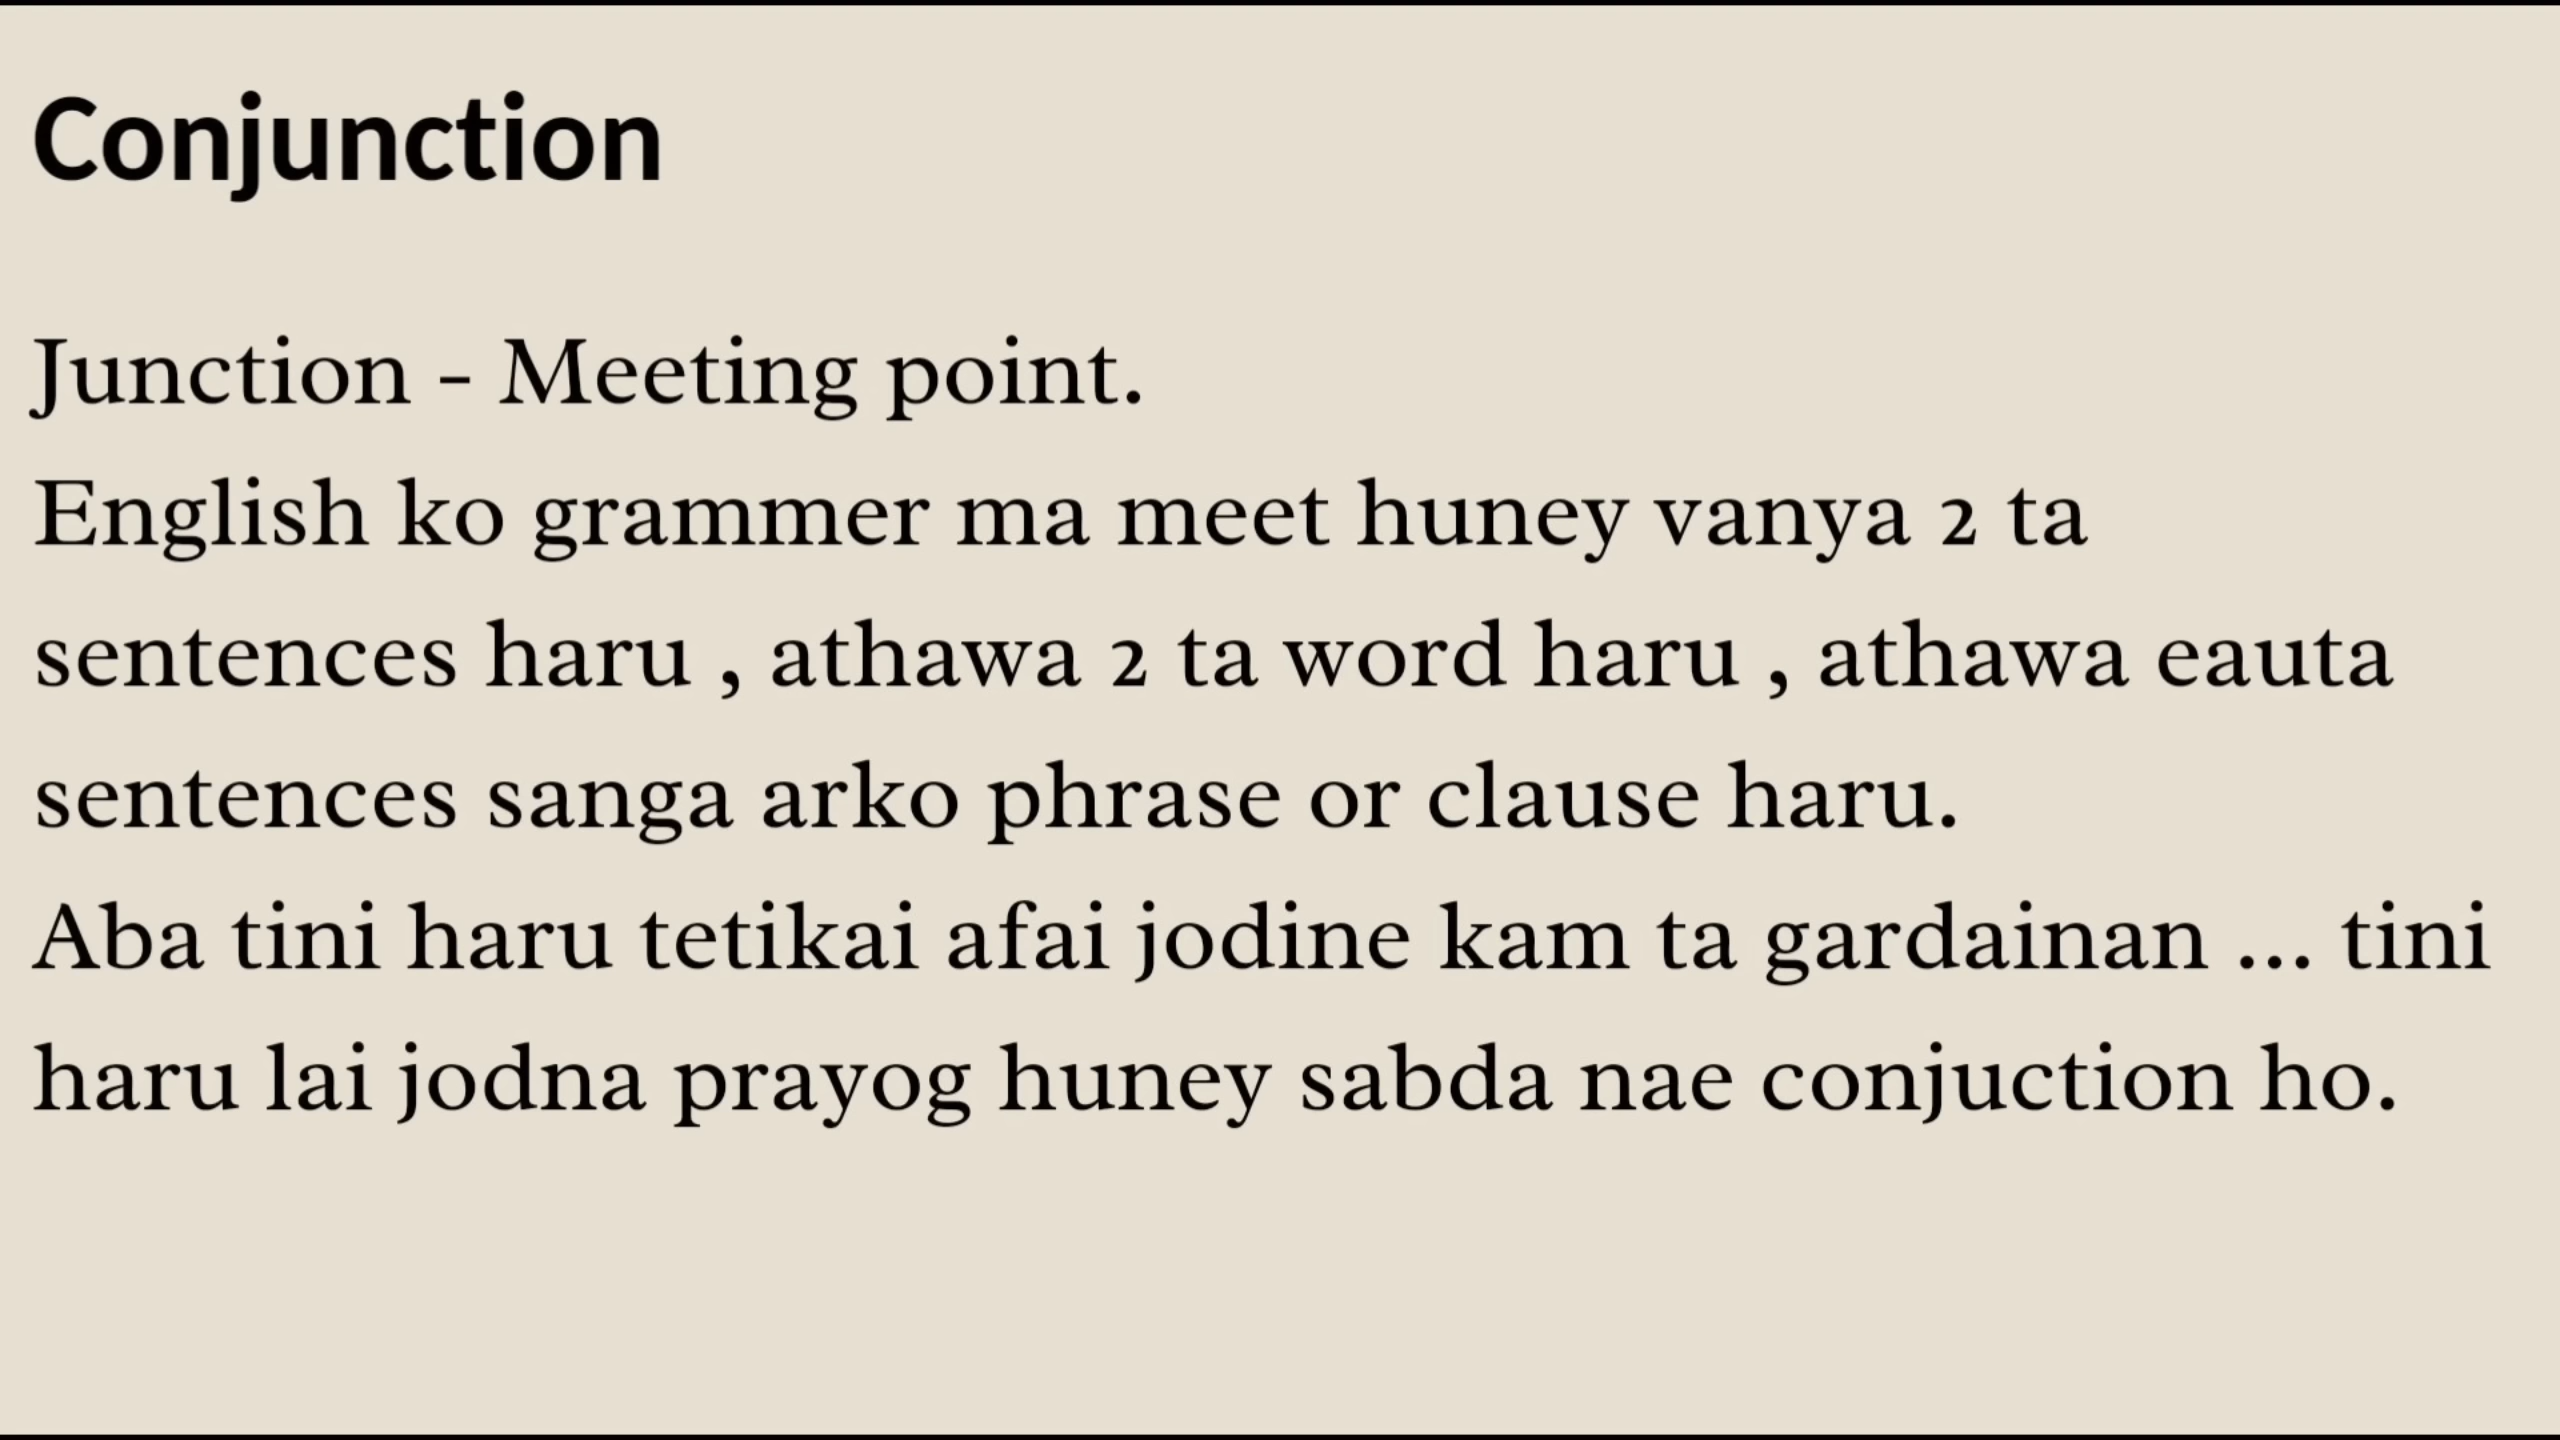 Conjunction
Junction - Meeting point.
English ko grammer ma meet huney vanya 2 ta
sentences haru , athawa 2 ta word haru , athawa eauta
sentences sanga arko phrase or clause haru.
Aba tini haru tetikai afai jodine kam ta gardainan ... tini
haru lai jodna prayog huney sabda nae conjuction ho.